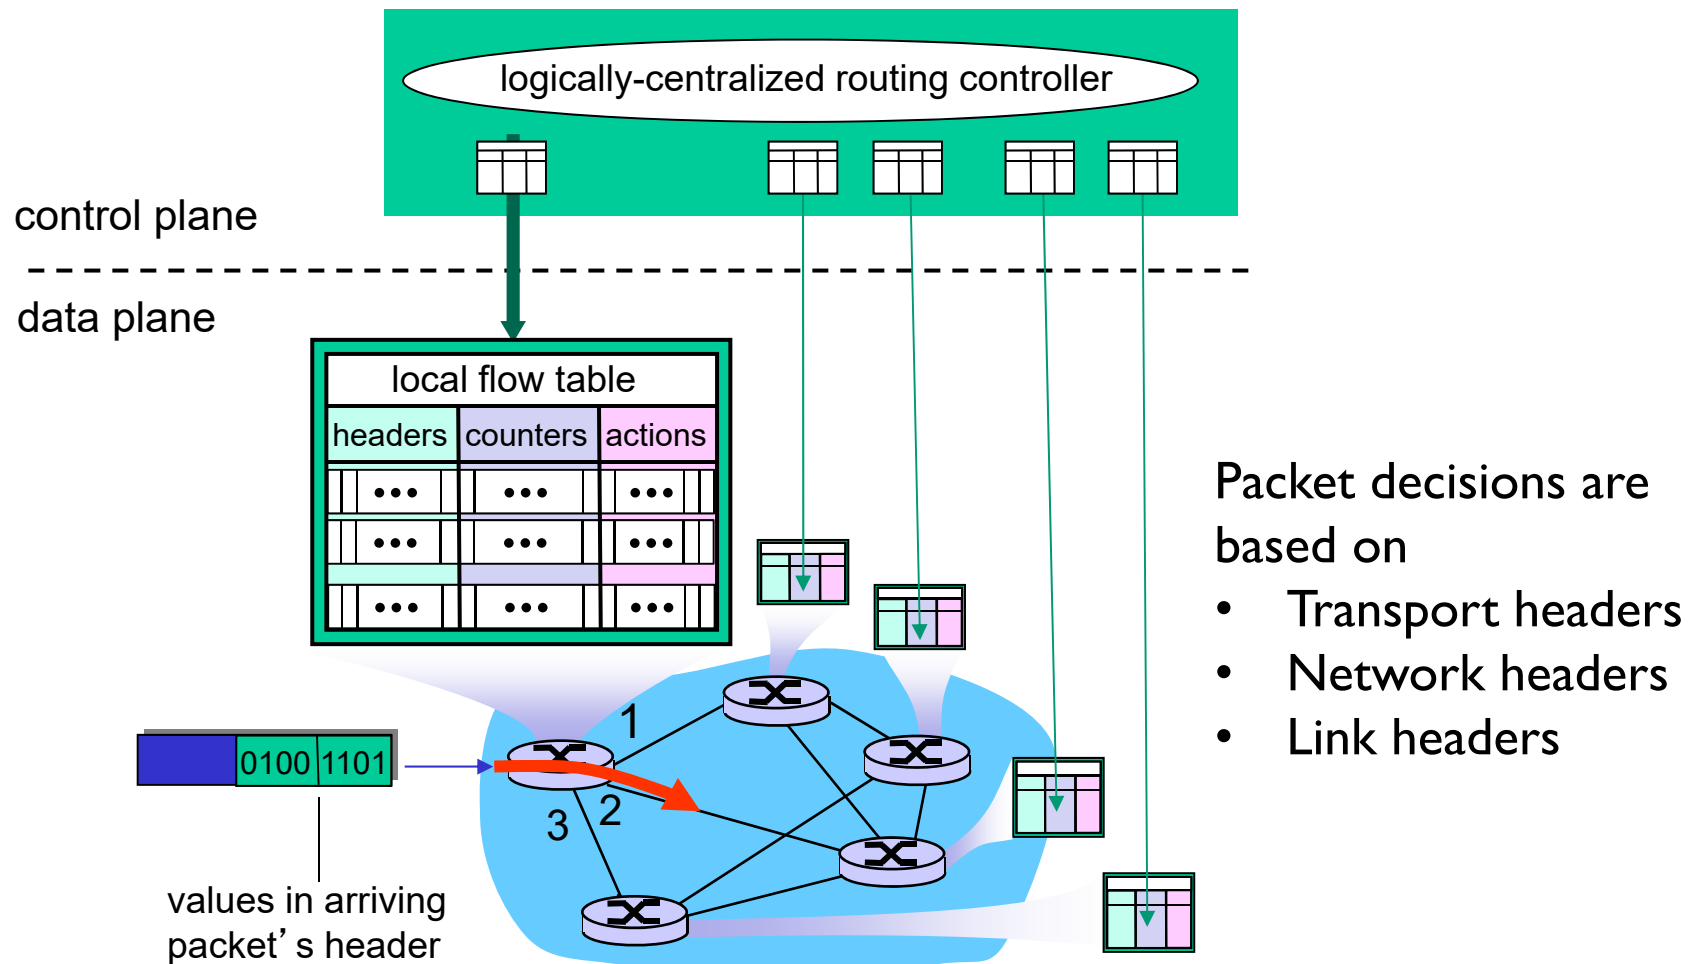 logically-centralized routing controller
control plane
data plane
local flow table
headers counters actions
1
2
3
0100 1101
values in arriving
packet’s header
Packet decisions are
based on
• Transport headers
• Network headers
• Link headers